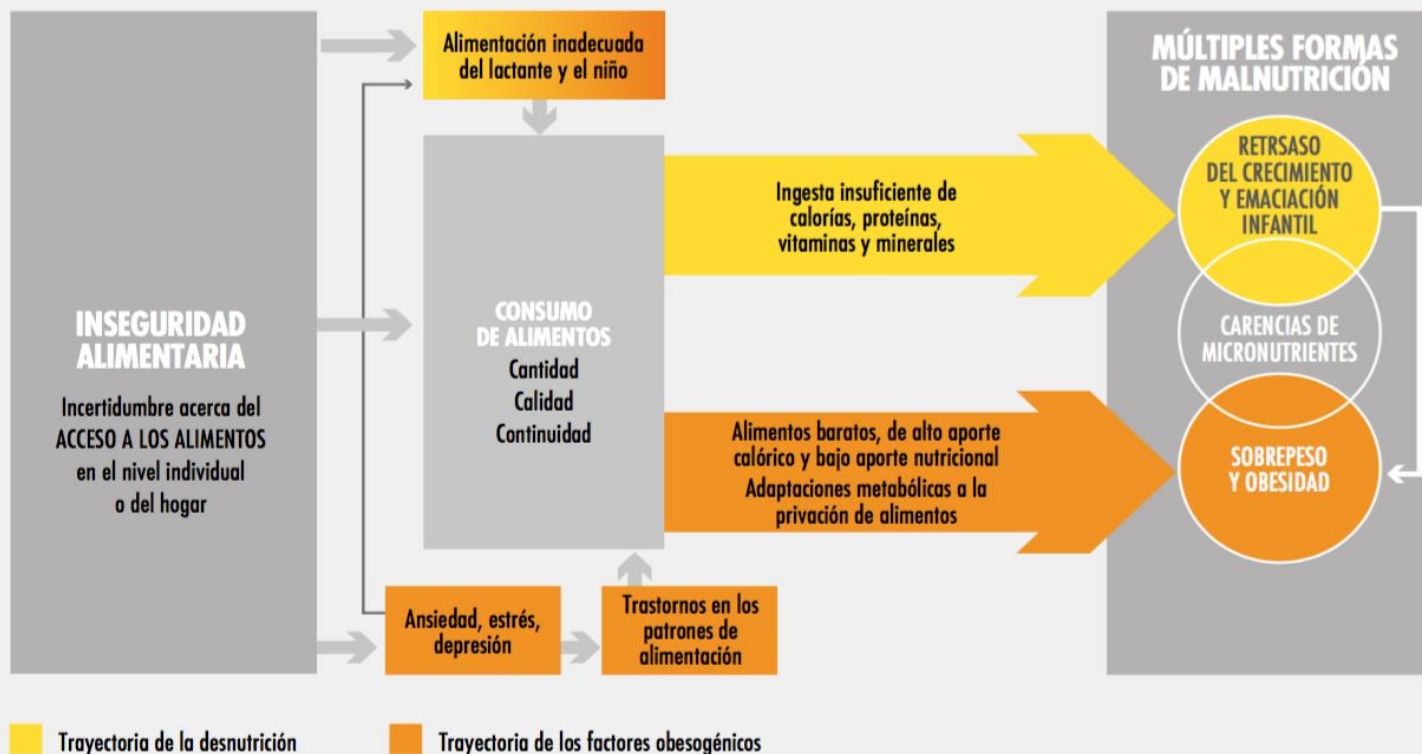 Alimentación inadecuada
del lactante y el niño
MÚLTIPLES FORMAS
DE MALNUTRICIÓN
RETRSASO
DEL CRECIMIENTO
Y EMACIACIÓN
INFANTIL
Ingesta insuficiente de
calorías, proteínas,
vitaminas y minerales
INSEGURIDAD
ALIMENTARIA
Incertidumbre acerca del
ACCESO A LOS ALIMENTOS
en el nivel individual
o del hogar
CONSUMO
DE ALIMENTOS
Cantidad
Calidad
Continuidad
CARENCIAS DE
MICRONUTRIENTES
Alimentos baratos, de alto aporte
calórico y bajo aporte nutricional
Adaptaciones metabólicas a la
privación de alimentos
SOBREPESO
Y OBESIDAD
Ansiedad, estrés,
depresión
Trastornos en los
patrones de
alimentación
Trayectoria de la desnutrición
Trayectoria de los factores obesogénicos